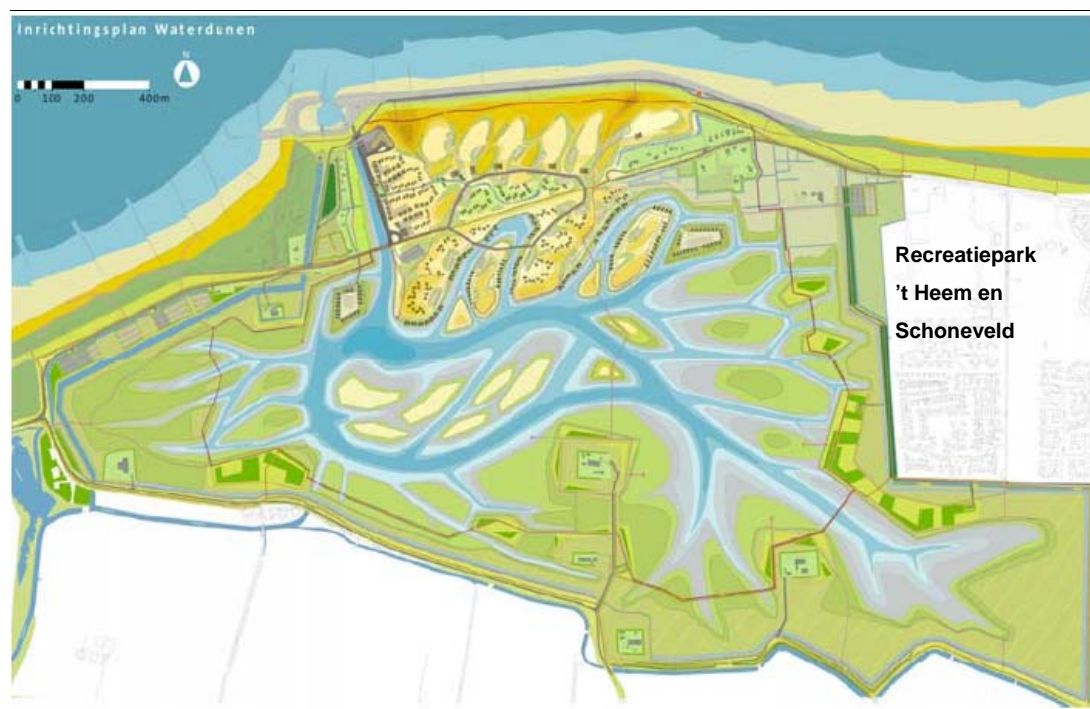 Inrichtingsplan Waterdunen
N
0 100 200 400m
Recreatiepark
’t Heem en
Schoneveld